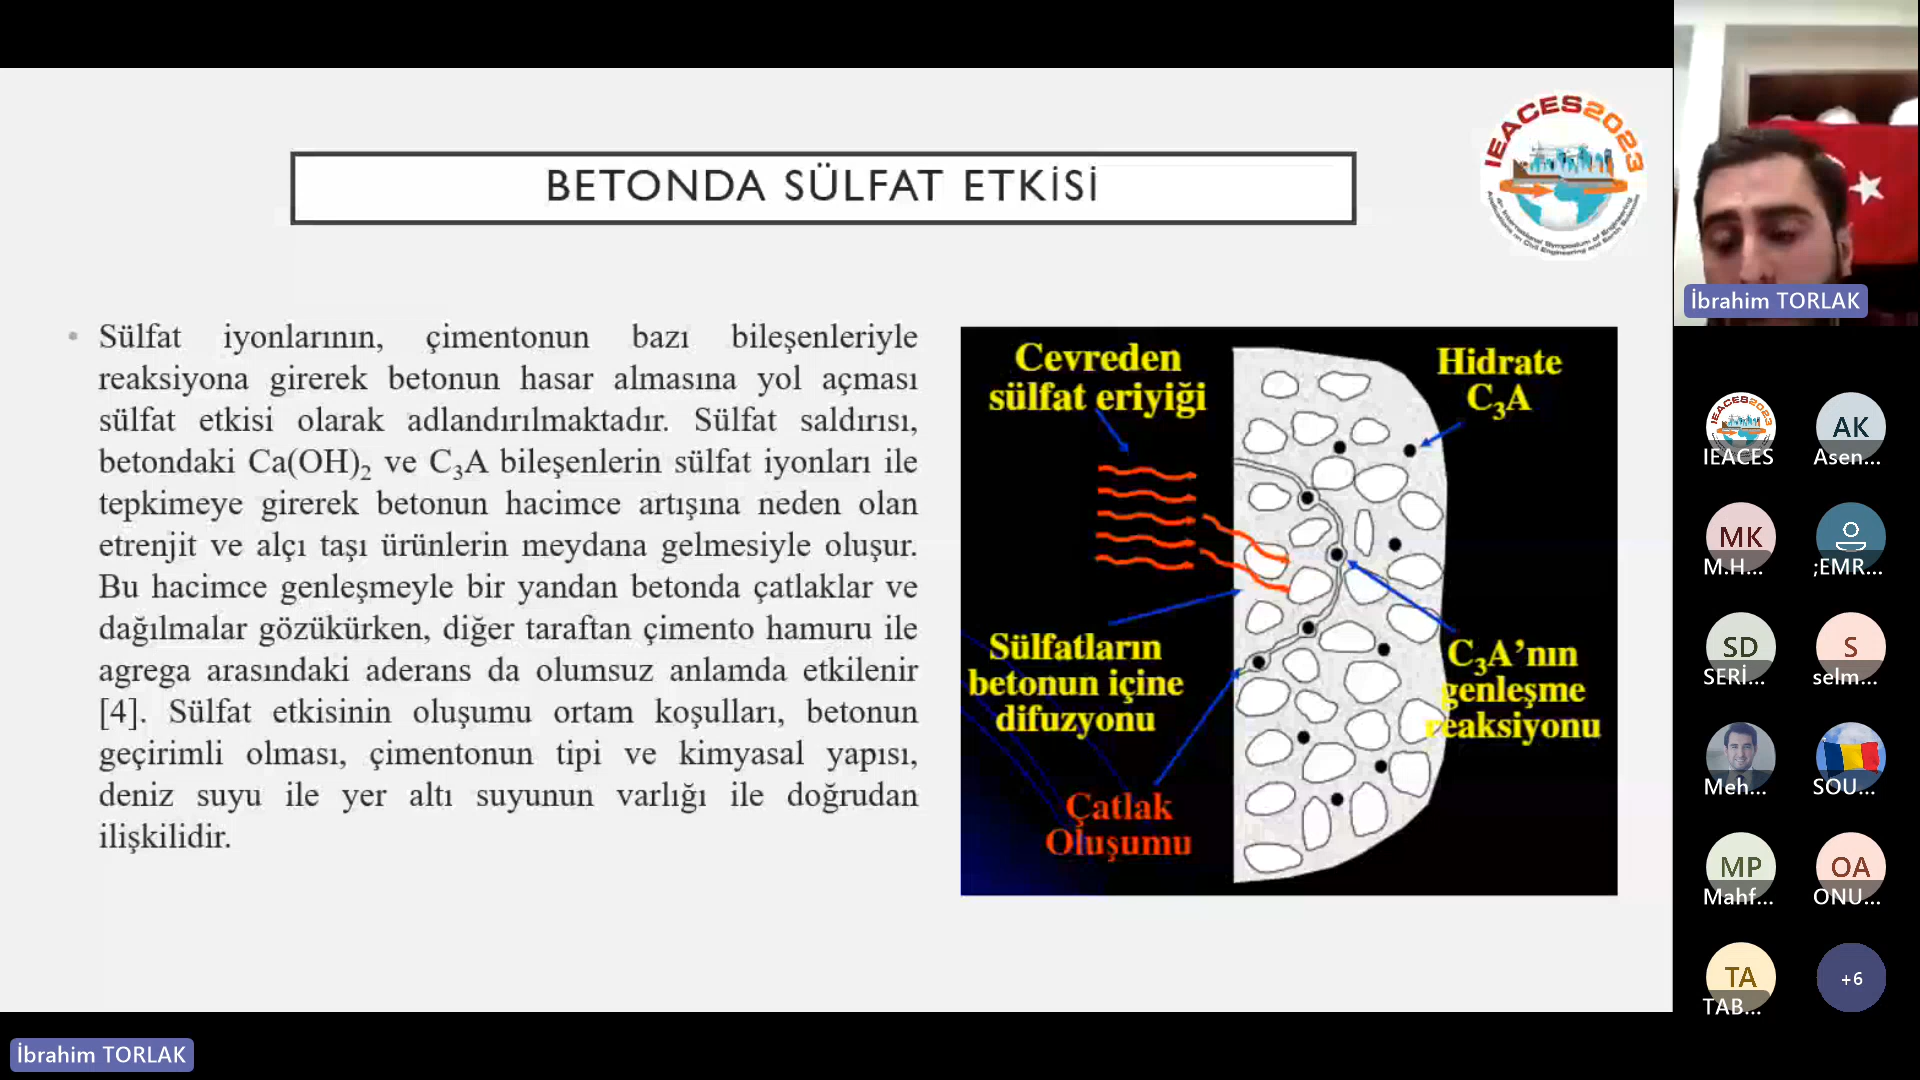 BETONDA SÜLFAT ETKİSİ
IEACES2023
• Sülfat iyonlarının, çimentonun bazı bileşenleriyle
reaksiyona girerek betonun hasar almasına yol açması
sülfat etkisi olarak adlandırılmaktadır. Sülfat saldırısı,
betondaki Ca(OH)₂ ve C₃A bileşenlerin sülfat iyonları ile
tepkimeye girerek betonun hacimce artışına neden olan
etrenjit ve alçı taşı ürünlerin meydana gelmesiyle oluşur.
Bu hacimce genleşmeyle bir yandan betonda çatlaklar ve
dağılmalar gözükürken, diğer taraftan çimento hamuru ile
agrega arasındaki aderans da olumsuz anlamda etkilenir
[4]. Sülfat etkisinin oluşumu ortam koşulları, betonun
geçirimli olması, çimentonun tipi ve kimyasal yapısı,
deniz suyu ile yer altı suyunun varlığı ile doğrudan
ilişkilidir.
Cevreden
sülfat eriyiği
Hidrate
C₃A
Sülfatların
betonun içine
difuzyonu
C₃A’nın
genleşme
reaksiyonu
Çatlak
Oluşumu
İbrahim TORLAK
IEACES2023
IEACES
AK
Asen...
MK
M.H...
;EMR...
SD
SERİ...
S
selm...
Meh...
SOU...
MP
Mahf...
OA
ONU...
TA
TAB...
+6
İbrahim TORLAK